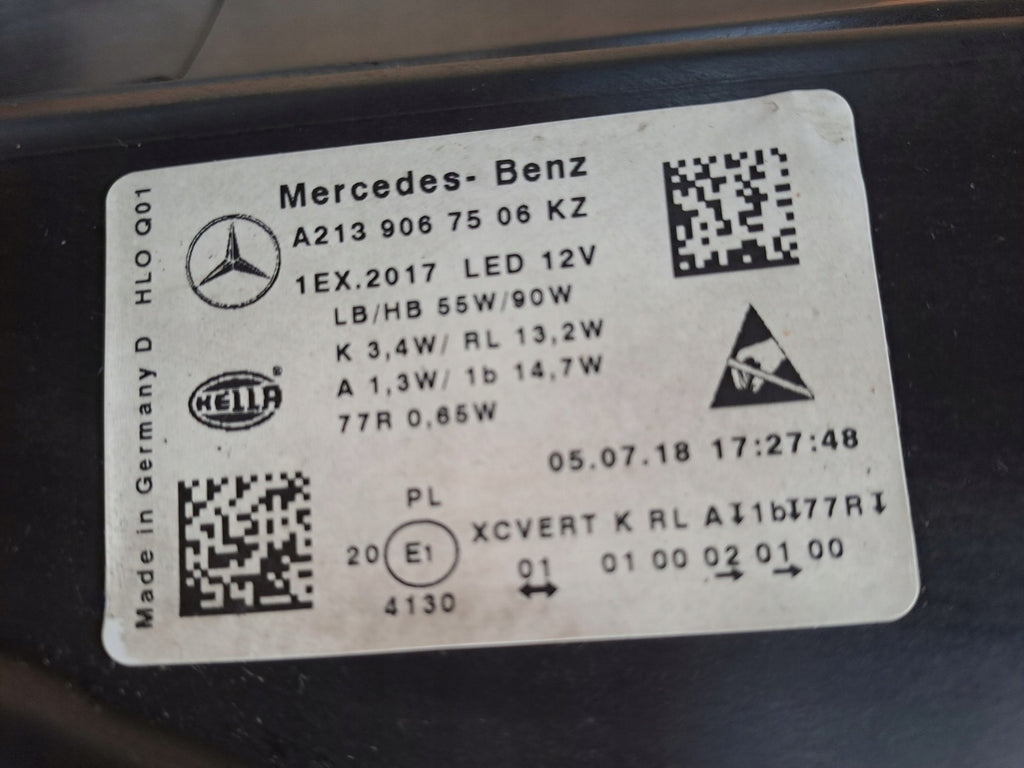 Mercedes- Benz
A213 906 75 06 KZ
1EX.2017 LED 12V
LB/HB 55W/90W
K 3,4W/ RL 13,2W
A 1,3W/ 1b 14,7W
77R 0,65W
HELLA®
Made in Germany D HLO Q01
05.07.18 17:27:48
PL
20 E1
4130
XCVERT K RL A↧1b↧77R↧
01 01 00 02 01 00